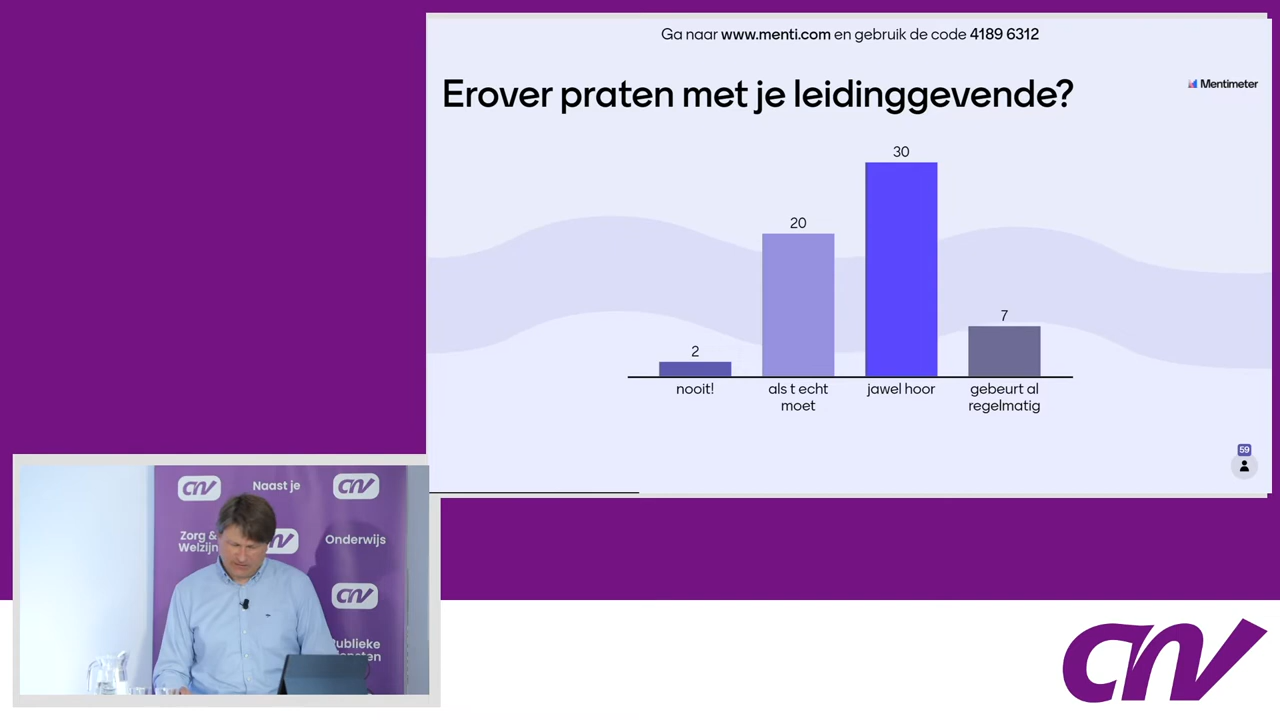 Ga naar www.menti.com en gebruik de code 4189 6312
Erover praten met je leidinggevende?
Mentimeter
30
20
7
2
nooit!
als t echt
moet
jawel hoor
gebeurt al
regelmatig
59
CNV
Naast je
CNV
Zorg &
Welzijn
Onderwijs
CNV
CNV